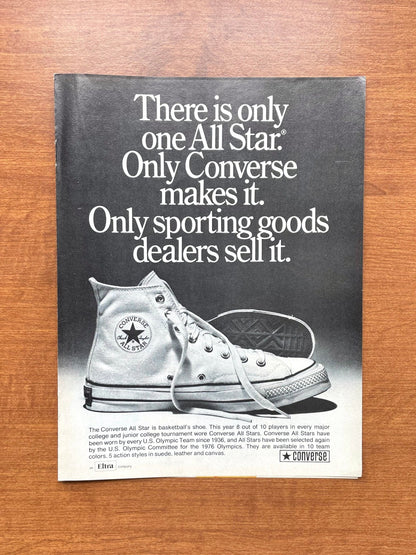 There is only
one All Star.®
Only Converse
makes it.
Only sporting goods
dealers sell it.
CONVERSE
ALL STAR
The Converse All Star is basketball's shoe. This year 8 out of 10 players in every major
college and junior college tournament wore Converse All Stars. Converse All Stars have
been worn by every U.S. Olympic Team since 1936, and All Stars have been selected again
by the U.S. Olympic Committee for the 1976 Olympics. They are available in 10 team
colors, 5 action styles in suede, leather and canvas.
★ converse
Eltra